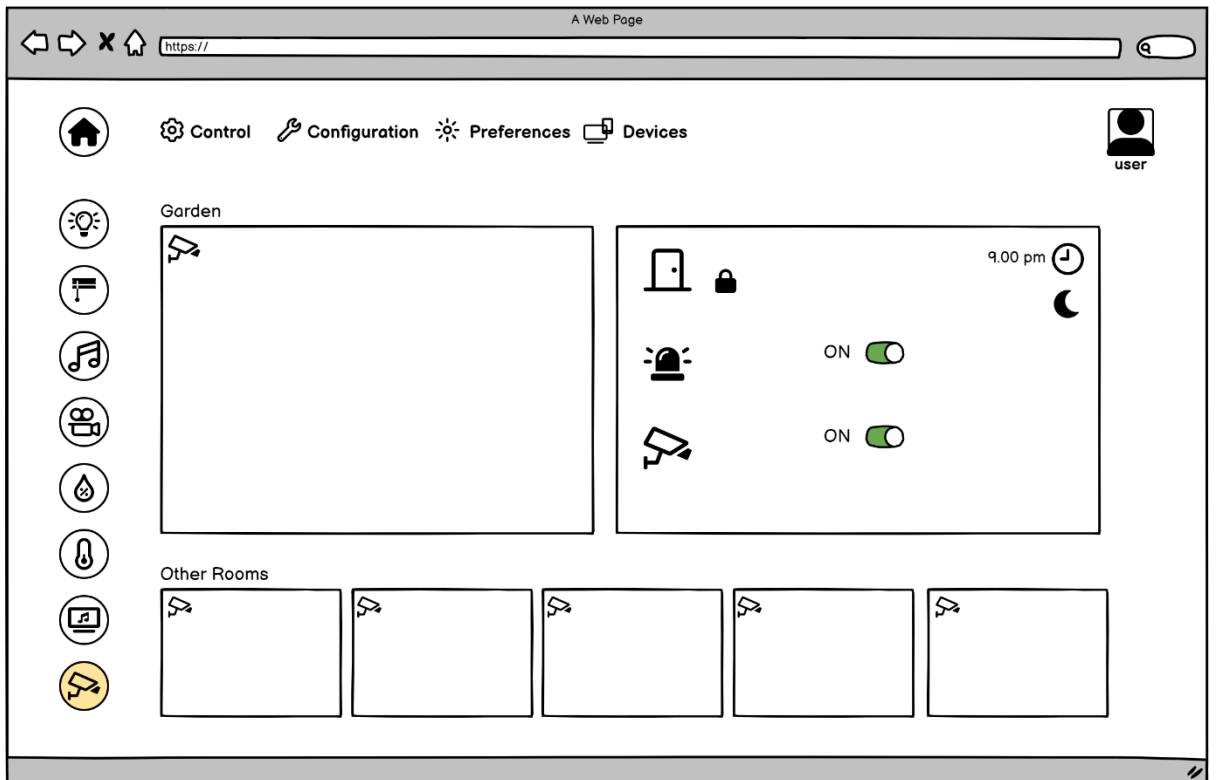 A Web Page
https://
Control Configuration Preferences Devices
user
Garden
9.00 pm
ON
ON
Other Rooms